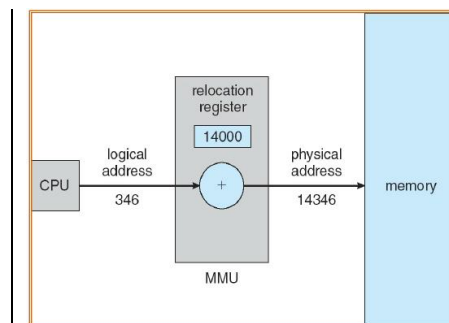 relocation
register
14000
logical
address
physical
address
CPU
+
memory
346
14346
MMU